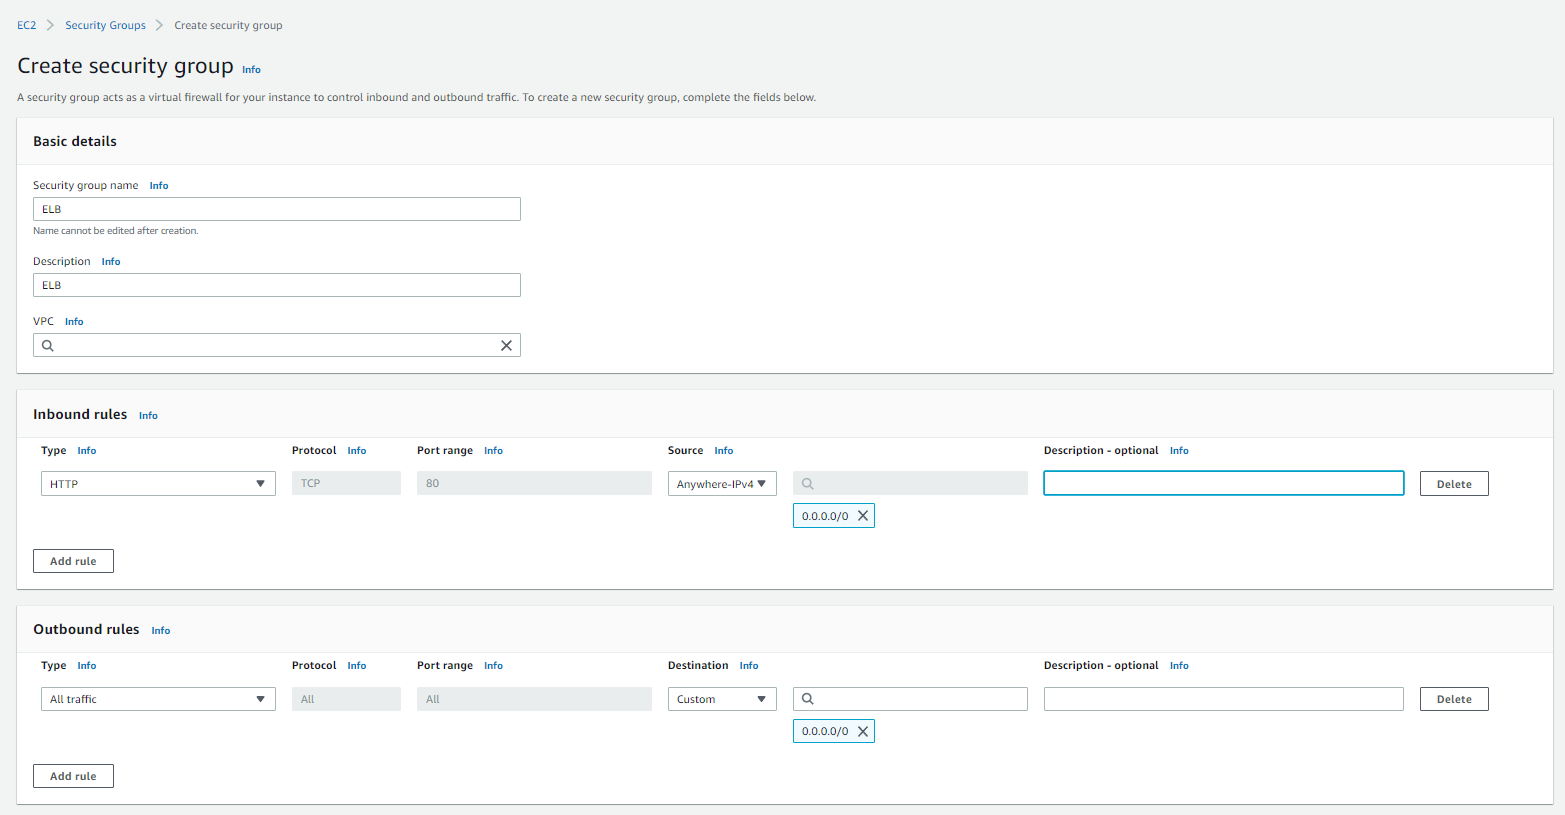 EC2 > Security Groups > Create security group
Create security group Info
A security group acts as a virtual firewall for your instance to control inbound and outbound traffic. To create a new security group, complete the fields below.
Basic details
Security group name Info
ELB
Name cannot be edited after creation.
Description Info
ELB
VPC Info
Inbound rules Info
Type Info Protocol Info Port range Info Source Info Description - optional Info
HTTP TCP 80 Anywhere-IPv4 Delete
0.0.0.0/0
Add rule
Outbound rules Info
Type Info Protocol Info Port range Info Destination Info Description - optional Info
All traffic All All Custom Delete
0.0.0.0/0
Add rule